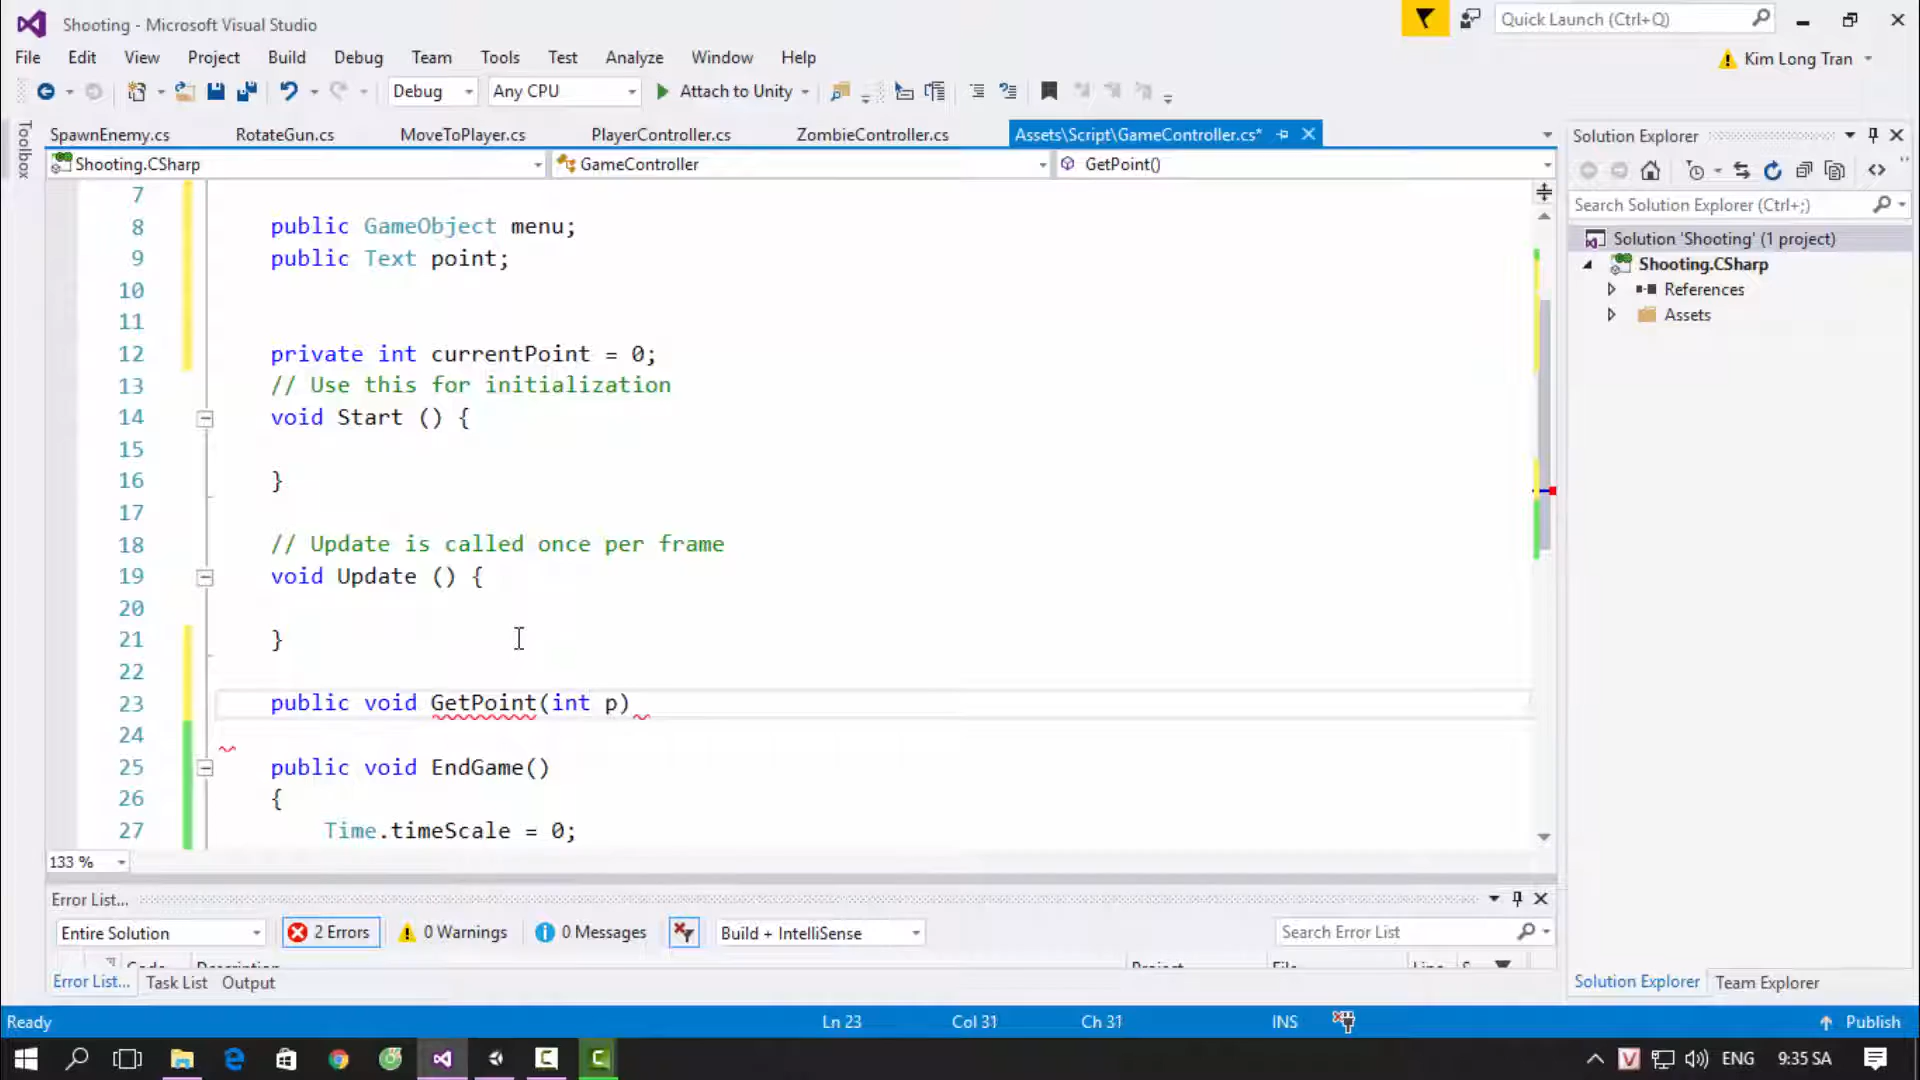 Shooting - Microsoft Visual Studio
Quick Launch (Ctrl+Q)
File Edit View Project Build Debug Team Tools Test Analyze Window Help
Kim Long Tran
Debug Any CPU Attach to Unity
Toolbox
SpawnEnemy.cs RotateGun.cs MoveToPlayer.cs PlayerController.cs ZombieController.cs Assets\Script\GameController.cs*
Shooting.CSharp GameController GetPoint()
7
8 public GameObject menu;
9 public Text point;
10
11
12 private int currentPoint = 0;
13 // Use this for initialization
14 void Start () {
15
16 }
17
18 // Update is called once per frame
19 void Update () {
20
21 }
22
23 public void GetPoint(int p)
24
25 public void EndGame()
26 {
27 Time.timeScale = 0;
133 %
Error List...
Entire Solution 2 Errors 0 Warnings 0 Messages Build + IntelliSense Search Error List
Code Description Project File Line
Error List... Task List Output
Solution Explorer
Search Solution Explorer (Ctrl+;)
Solution 'Shooting' (1 project)
Shooting.CSharp
References
Assets
Solution Explorer Team Explorer
Ready Ln 23 Col 31 Ch 31 INS Publish
ENG 9:35 SA